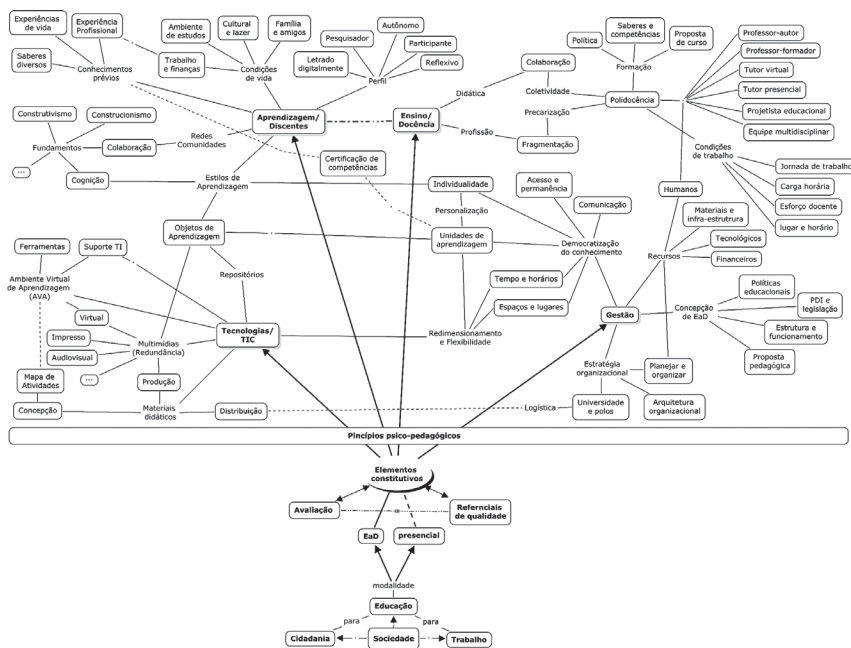 Experiências
de vida
Experiência
Profissional
Saberes
diversos
Conhecimentos
prévios
Ambiente
de estudos
Cultural
e lazer
Família
e amigos
Trabalho
e finanças
Condições
de vida
Pesquisador
Autônomo
Participante
Reflexivo
Letrado
digitalmente
Perfil
Aprendizagem/
Discentes
Ensino/
Docência
Didática
Profissão
Colaboração
Coletividade
Precarização
Fragmentação
Política
Saberes e
competências
Proposta
de curso
Formação
Polidocência
Professor-autor
Professor-formador
Tutor virtual
Tutor presencial
Projetista educacional
Equipe multidisciplinar
Condições
de trabalho
Jornada de trabalho
Carga horária
Esforço docente
lugar e horário
Construtivismo
Construcionismo
Fundamentos
Colaboração
...
Cognição
Redes
Comunidades
Estilos de
Aprendizagem
Certificação de
competências
Individualidade
Personalização
Unidades de
aprendizagem
Acesso e
permanência
Comunicação
Democratização
do conhecimento
Humanos
Materiais e
infra-estrutura
Tecnológicos
Financeiros
Recursos
Objetos de
Aprendizagem
Repositórios
Ferramentas
Suporte TI
Ambiente Virtual
de Aprendizagem
(AVA)
Virtual
Impresso
Audiovisual
...
Multimídias
(Redundância)
Tecnologias/
TIC
Tempo e horários
Espaços e lugares
Redimensionamento
e Flexibilidade
Gestão
Concepção
de EaD
Políticas
educacionais
PDI e
legislação
Estrutura e
funcionamento
Proposta
pedagógica
Estratégia
organizacional
Planejar e
organizar
Arquitetura
organizacional
Universidade
e polos
Logística
Mapa de
Atividades
Concepção
Produção
Materiais
didáticos
Distribuição
Pincípios psico-pedagógicos
Elementos
constitutivos
Avaliação
Refernciais
de qualidade
EaD
presencial
modalidade
Educação
para
para
Cidadania
Sociedade
Trabalho